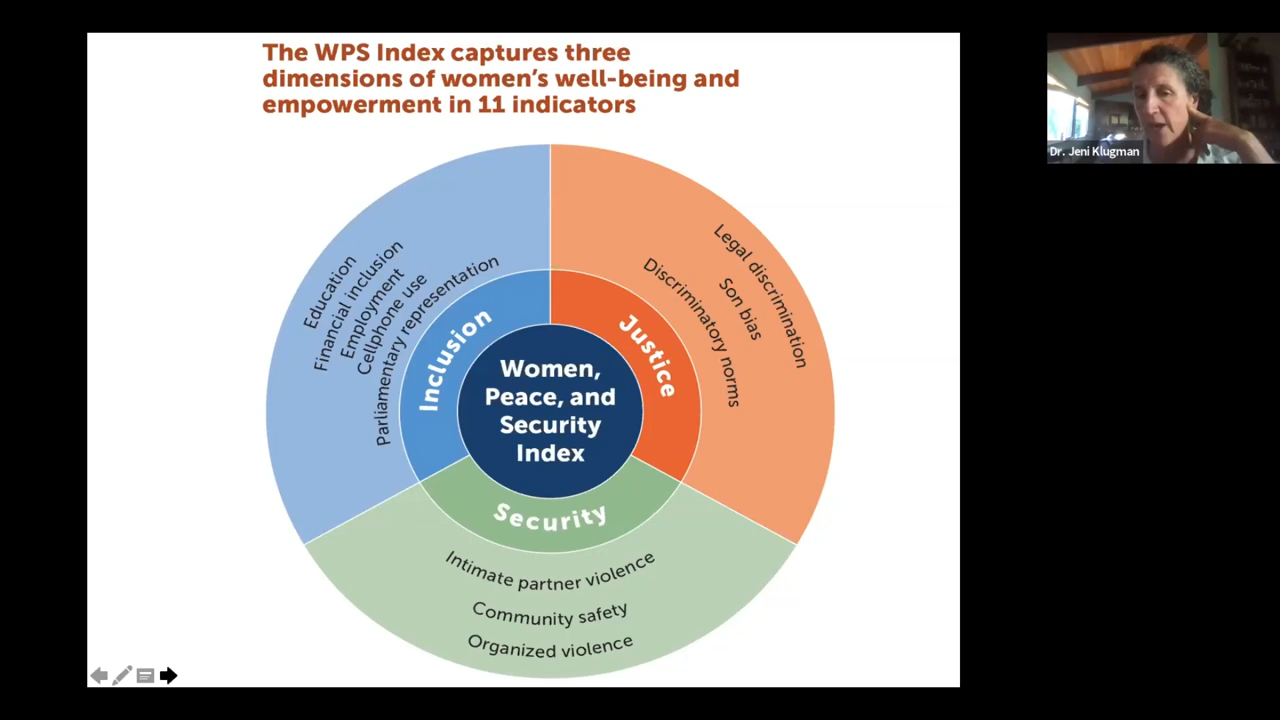 The WPS Index captures three
dimensions of women’s well-being and
empowerment in 11 indicators
Education
Financial inclusion
Employment
Cellphone use
Parliamentary representation
Inclusion
Legal discrimination
Son bias
Discriminatory norms
Justice
Women,
Peace, and
Security
Index
Security
Intimate partner violence
Community safety
Organized violence
Dr. Jeni Klugman